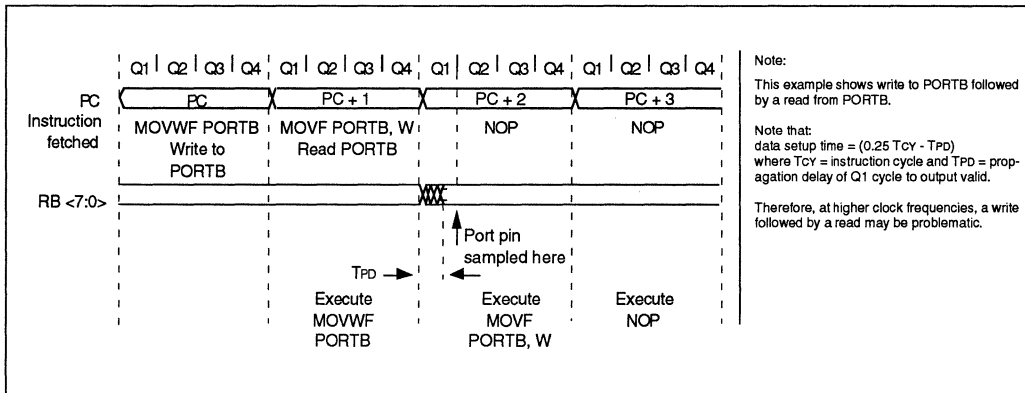 Q1 | Q2 | Q3 | Q4 Q1 | Q2 | Q3 | Q4 Q1 | Q2 | Q3 | Q4 Q1 | Q2 | Q3 | Q4
PC PC PC + 1 PC + 2 PC + 3
Instruction
fetched
MOVWF PORTB MOVF PORTB, W NOP NOP
Write to Read PORTB
PORTB
RB <7:0>
Port pin
sampled here
TPD
Execute Execute Execute
MOVWF MOVF NOP
PORTB PORTB, W
Note:
This example shows write to PORTB followed
by a read from PORTB.
Note that:
data setup time = (0.25 TCY - TPD)
where TCY = instruction cycle and TPD = prop-
agation delay of Q1 cycle to output valid.
Therefore, at higher clock frequencies, a write
followed by a read may be problematic.